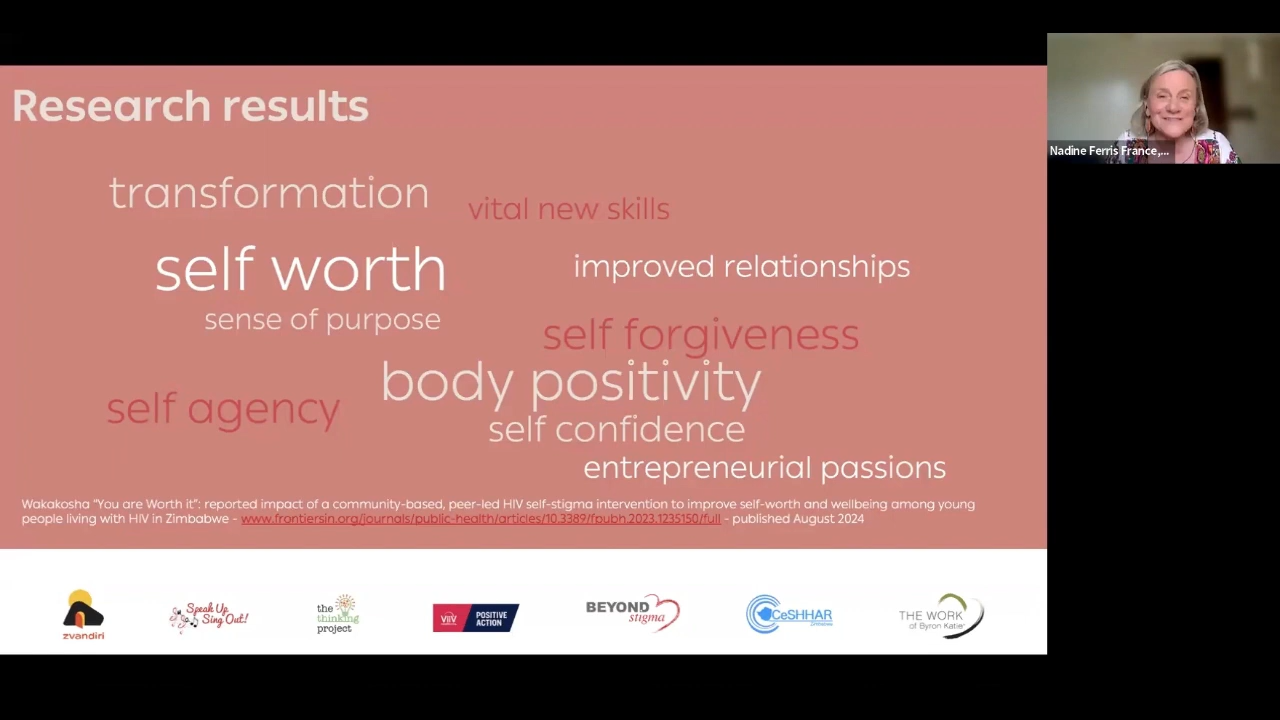 Research results
transformation
vital new skills
self worth
improved relationships
sense of purpose
self forgiveness
body positivity
self agency
self confidence
entrepreneurial passions
Wakakosha "You are Worth it": reported impact of a community-based, peer-led HIV self-stigma intervention to improve self-worth and wellbeing among young
people living with HIV in Zimbabwe - www.frontiersin.org/journals/public-health/articles/10.3389/fpubh.2023.1235150/full - published August 2024
zvandiri
Speak Up
Sing Out!
the
thinking
project
ViiV
POSITIVE
ACTION
BEYOND
stigma
CeSHHAR
Zimbabwe
THE WORK
of Byron Katie
Nadine Ferris France,...